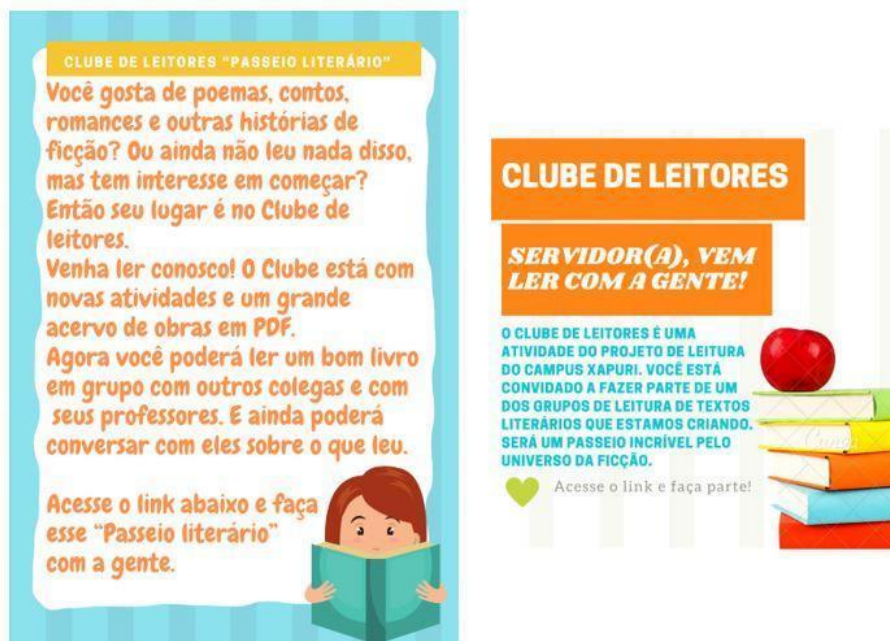 CLUBE DE LEITORES "PASSEIO LITERÁRIO"
Você gosta de poemas, contos,
romances e outras histórias de
ficção? Ou ainda não leu nada disso,
mas tem interesse em começar?
Então seu lugar é no Clube de
leitores.
Venha ler conosco! O Clube está com
novas atividades e um grande
acervo de obras em PDF.
Agora você poderá ler um bom livro
em grupo com outros colegas e com
seus professores. E ainda poderá
conversar com eles sobre o que leu.
Acesse o link abaixo e faça
esse “Passeio literário”
com a gente.
CLUBE DE LEITORES
SERVIDOR(A), VEM
LER COM A GENTE!
O CLUBE DE LEITORES É UMA
ATIVIDADE DO PROJETO DE LEITURA
DO CAMPUS XAPURI. VOCÊ ESTÁ
CONVIDADO A FAZER PARTE DE UM
DOS GRUPOS DE LEITURA DE TEXTOS
LITERÁRIOS QUE ESTAMOS CRIANDO.
SERÁ UM PASSEIO INCRÍVEL PELO
UNIVERSO DA FICÇÃO.
Acesse o link e faça parte!